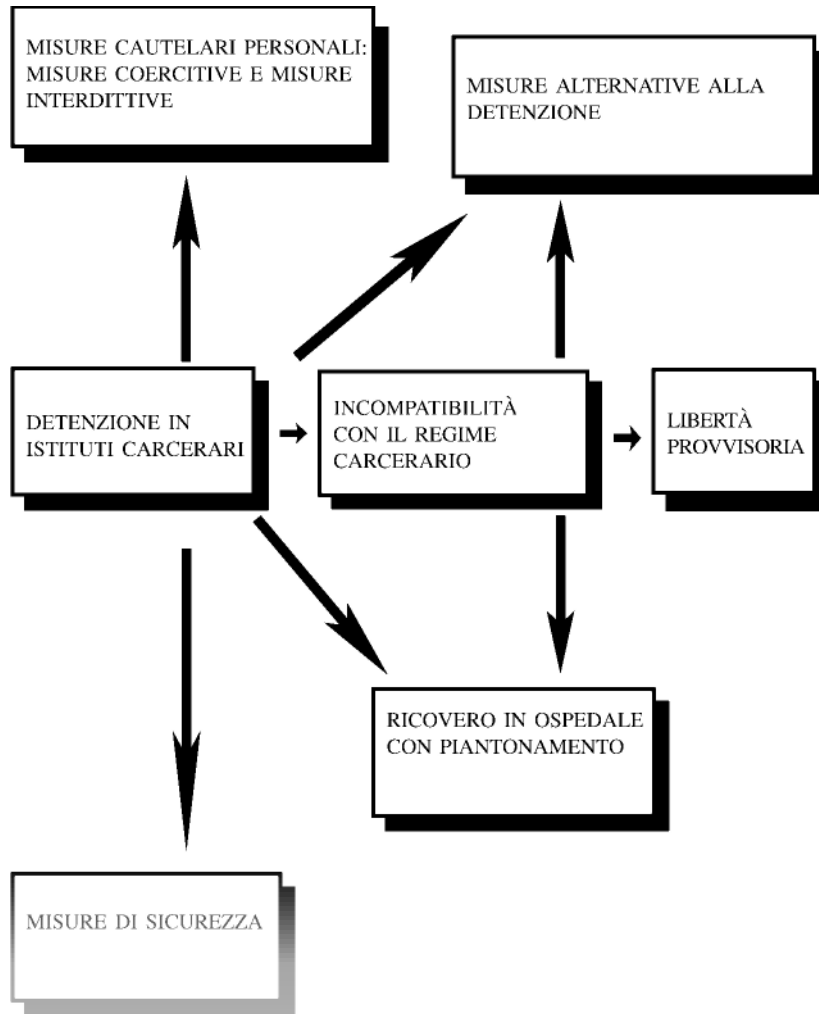 MISURE CAUTELARI PERSONALI:
MISURE COERCITIVE E MISURE
INTERDITTIVE
MISURE ALTERNATIVE ALLA
DETENZIONE
DETENZIONE IN
ISTITUTI CARCERARI
INCOMPATIBILITÀ
CON IL REGIME
CARCERARIO
LIBERTÀ
PROVVISORIA
RICOVERO IN OSPEDALE
CON PIANTONAMENTO
MISURE DI SICUREZZA